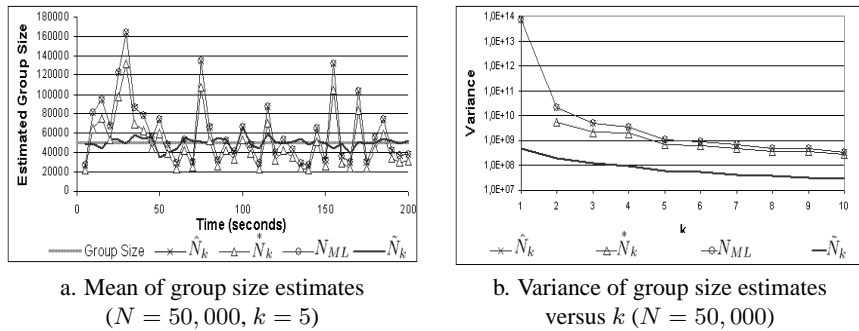 180000
160000
140000
120000
100000
80000
60000
40000
20000
0
Estimated Group Size
0 50 100 150 200
Time (seconds)
Group Size N̂k N*k NML Ñk
a. Mean of group size estimates
(N = 50, 000, k = 5)
1,0E+14
1,0E+13
1,0E+12
1,0E+11
1,0E+10
1,0E+09
1,0E+08
1,0E+07
Variance
1 2 3 4 5 6 7 8 9 10
k
N̂k N*k NML Ñk
b. Variance of group size estimates
versus k (N = 50, 000)